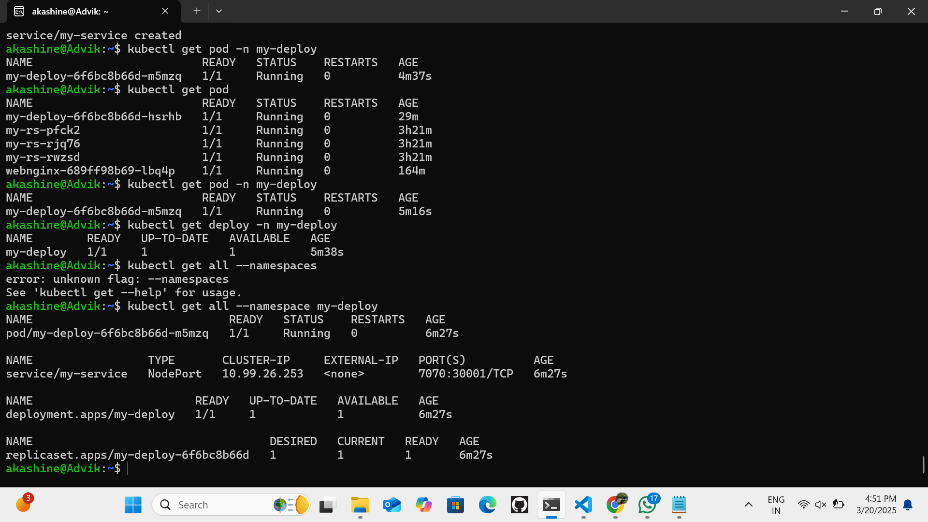 akashine@Advik: ~
service/my-service created
akashine@Advik:~$ kubectl get pod -n my-deploy
NAME                         READY   STATUS    RESTARTS   AGE
my-deploy-6f6bc8b66d-m5mzq   1/1     Running   0          4m37s
akashine@Advik:~$ kubectl get pod
NAME                         READY   STATUS    RESTARTS   AGE
my-deploy-6f6bc8b66d-hsrhb   1/1     Running   0          29m
my-rs-pfck2                  1/1     Running   0          3h21m
my-rs-rjq76                  1/1     Running   0          3h21m
my-rs-rwzsd                  1/1     Running   0          3h21m
webnginx-689ff98b69-lbq4p    1/1     Running   0          164m
akashine@Advik:~$ kubectl get pod -n my-deploy
NAME                         READY   STATUS    RESTARTS   AGE
my-deploy-6f6bc8b66d-m5mzq   1/1     Running   0          5m16s
akashine@Advik:~$ kubectl get deploy -n my-deploy
NAME        READY   UP-TO-DATE   AVAILABLE   AGE
my-deploy   1/1     1            1           5m38s
akashine@Advik:~$ kubectl get all --namespaces
error: unknown flag: --namespaces
See 'kubectl get --help' for usage.
akashine@Advik:~$ kubectl get all --namespace my-deploy
NAME                             READY   STATUS    RESTARTS   AGE
pod/my-deploy-6f6bc8b66d-m5mzq   1/1     Running   0          6m27s
NAME                 TYPE       CLUSTER-IP     EXTERNAL-IP   PORT(S)          AGE
service/my-service   NodePort   10.99.26.253   <none>        7070:30001/TCP   6m27s
NAME                        READY   UP-TO-DATE   AVAILABLE   AGE
deployment.apps/my-deploy   1/1     1            1           6m27s
NAME                                   DESIRED   CURRENT   READY   AGE
replicaset.apps/my-deploy-6f6bc8b66d   1         1         1       6m27s
akashine@Advik:~$
3
Search
17
ENG
IN
4:51 PM
3/20/2025